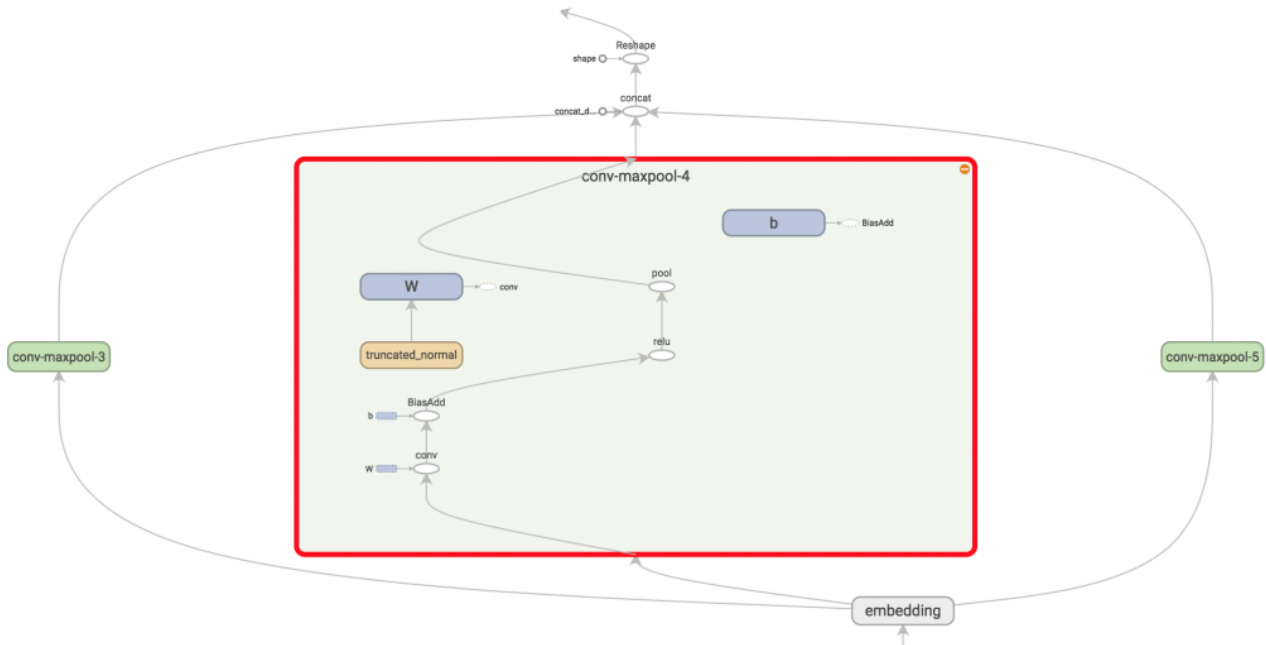 Reshape
shape
concat
concat_d...
conv-maxpool-4
b
BiasAdd
pool
W
conv
relu
conv-maxpool-3
truncated_normal
conv-maxpool-5
BiasAdd
b
conv
W
embedding